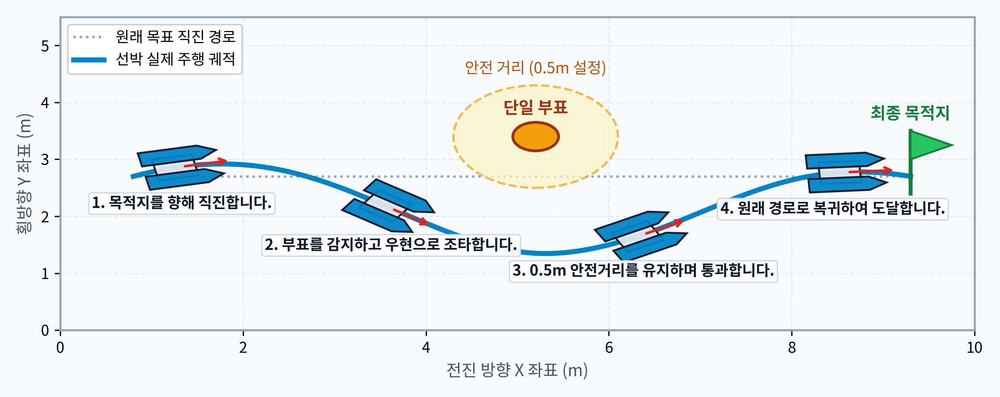 원래 목표 직진 경로
선박 실제 주행 궤적
안전 거리 (0.5m 설정)
단일 부표
최종 목적지
1. 목적지를 향해 직진합니다.
2. 부표를 감지하고 우현으로 조타합니다.
3. 0.5m 안전거리를 유지하며 통과합니다.
4. 원래 경로로 복귀하여 도달합니다.
횡방향 Y 좌표 (m)
5
4
3
2
1
0
0 2 4 6 8 10
전진 방향 X 좌표 (m)